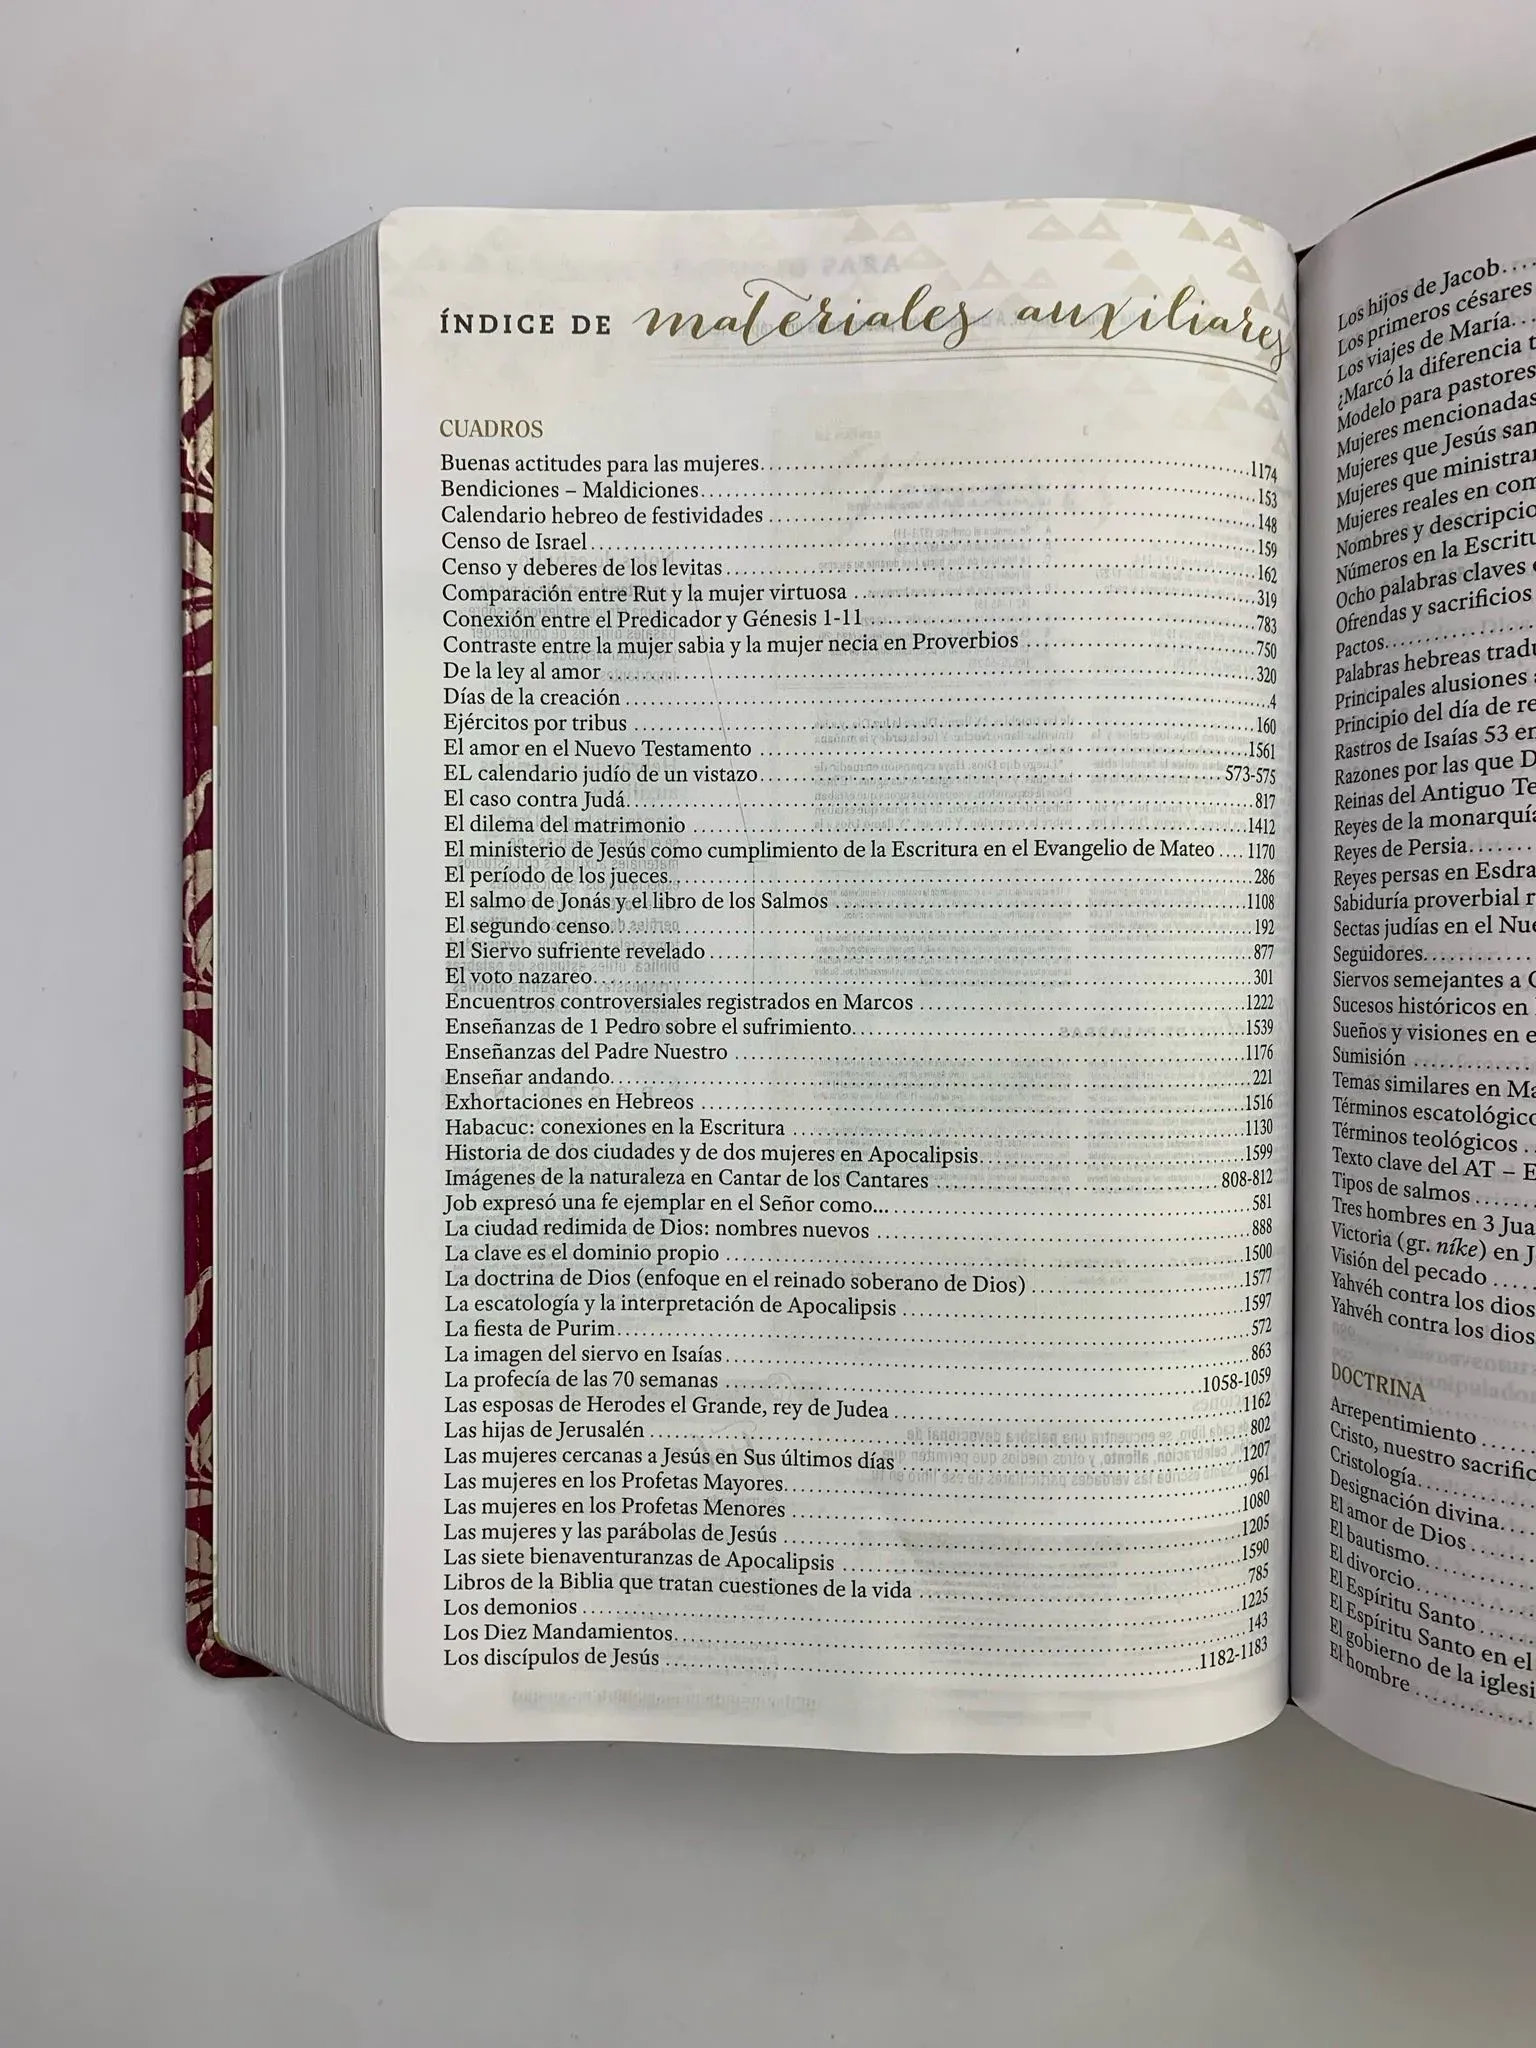 ÍNDICE DE materiales auxiliares
CUADROS
Buenas actitudes para las mujeres. 1174
Bendiciones – Maldiciones. 153
Calendario hebreo de festividades 148
Censo de Israel. 159
Censo y deberes de los levitas 162
Comparación entre Rut y la mujer virtuosa 319
Conexión entre el Predicador y Génesis 1-11 783
Contraste entre la mujer sabia y la mujer necia en Proverbios 750
De la ley al amor 320
Días de la creación 4
Ejércitos por tribus 160
El amor en el Nuevo Testamento 1561
EL calendario judío de un vistazo. 573-575
El caso contra Judá. 817
El dilema del matrimonio 1412
El ministerio de Jesús como cumplimiento de la Escritura en el Evangelio de Mateo 1170
El período de los jueces. 286
El salmo de Jonás y el libro de los Salmos 1108
El segundo censo. 192
El Siervo sufriente revelado 877
El voto nazareo. 301
Encuentros controversiales registrados en Marcos 1222
Enseñanzas de 1 Pedro sobre el sufrimiento. 1539
Enseñanzas del Padre Nuestro 1176
Enseñar andando. 221
Exhortaciones en Hebreos 1516
Habacuc: conexiones en la Escritura 1130
Historia de dos ciudades y de dos mujeres en Apocalipsis. 1599
Imágenes de la naturaleza en Cantar de los Cantares 808-812
Job expresó una fe ejemplar en el Señor como... 581
La ciudad redimida de Dios: nombres nuevos 888
La clave es el dominio propio 1500
La doctrina de Dios (enfoque en el reinado soberano de Dios) 1577
La escatología y la interpretación de Apocalipsis 1597
La fiesta de Purim. 572
La imagen del siervo en Isaías. 863
La profecía de las 70 semanas 1058-1059
Las esposas de Herodes el Grande, rey de Judea 1162
Las hijas de Jerusalén 802
Las mujeres cercanas a Jesús en Sus últimos días 1207
Las mujeres en los Profetas Mayores. 961
Las mujeres en los Profetas Menores 1080
Las mujeres y las parábolas de Jesús 1205
Las siete bienaventuranzas de Apocalipsis 1590
Libros de la Biblia que tratan cuestiones de la vida 785
Los demonios 1225
Los Diez Mandamientos. 143
Los discípulos de Jesús 1182-1183
Los hijos de Jacob.
Los primeros césares
Los viajes de María.
¿Marcó la diferencia
Modelo para pastores
Mujeres mencionadas
Mujeres que Jesús
Mujeres que
Mujeres reales en
Nombres y
Números en la
Ocho palabras claves
Ofrendas y sacrificios
Pactos.
Palabras hebreas
Principales alusiones
Principio del día de
Rastros de Isaías 53
Razones por las que
Reinas del Antiguo
Reyes de la
Reyes de Persia.
Reyes persas en
Sabiduría proverbial
Sectas judías en el
Seguidores.
Siervos semejantes a
Sucesos históricos en
Sueños y visiones en
Sumisión
Temas similares en
Términos
Términos teológicos
Texto clave del AT –
Tipos de salmos
Tres hombres en 3
Victoria (gr. níke) en
Visión del pecado
Yahvéh contra los
Yahvéh contra los
DOCTRINA
Arrepentimiento
Cristo, nuestro
Cristología.
Designación divina.
El amor de Dios
El bautismo.
El divorcio.
El Espíritu Santo
El Espíritu Santo en el
El gobierno de la
El hombre